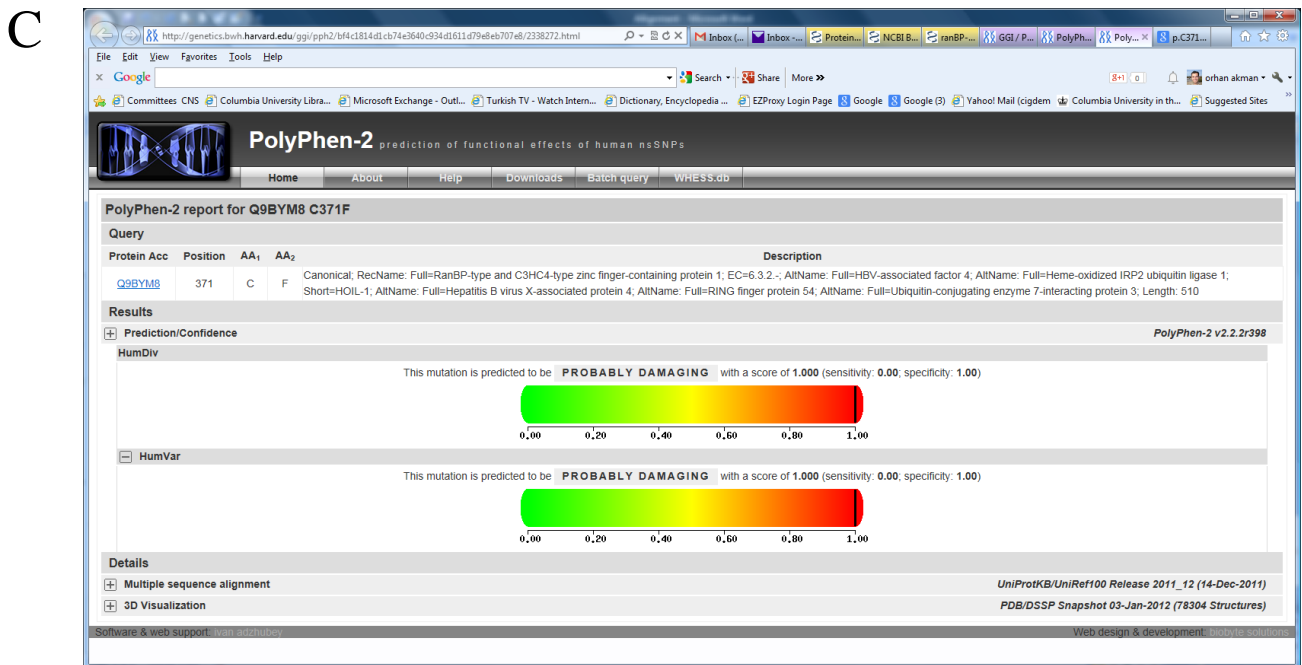 C
http://genetics.bwh.harvard.edu/ggi/pph2/bf4c1814d1cb74e3640c934d1611d79e8eb707e8/2338272.html
Inbox (... Inbox -... Protein... NCBI B... ranBP-... GGI / P... PolyPh... Poly... p.C371...
File Edit View Favorites Tools Help
x Google Search Share More »» g+1 0 orhan akman
Committees CNS Columbia University Libra... Microsoft Exchange - Outl... Turkish TV - Watch Intern... Dictionary, Encyclopedia ... EZProxy Login Page Google Google (3) Yahoo! Mail (cigdem Columbia University in th... Suggested Sites »
PolyPhen-2 prediction of functional effects of human nsSNPs
Home About Help Downloads Batch query WHESS.db
PolyPhen-2 report for Q9BYM8 C371F
Query
Protein Acc Position AA₁ AA₂ Description
Q9BYM8 371 C F Canonical; RecName: Full=RanBP-type and C3HC4-type zinc finger-containing protein 1; EC=6.3.2.-; AltName: Full=HBV-associated factor 4; AltName: Full=Heme-oxidized IRP2 ubiquitin ligase 1;
Short=HOIL-1; AltName: Full=Hepatitis B virus X-associated protein 4; AltName: Full=RING finger protein 54; AltName: Full=Ubiquitin-conjugating enzyme 7-interacting protein 3; Length: 510
Results
Prediction/Confidence PolyPhen-2 v2.2.2r398
HumDiv
This mutation is predicted to be PROBABLY DAMAGING with a score of 1.000 (sensitivity: 0.00; specificity: 1.00)
0.00 0.20 0.40 0.60 0.80 1.00
HumVar
This mutation is predicted to be PROBABLY DAMAGING with a score of 1.000 (sensitivity: 0.00; specificity: 1.00)
0.00 0.20 0.40 0.60 0.80 1.00
Details
Multiple sequence alignment UniProtKB/UniRef100 Release 2011_12 (14-Dec-2011)
3D Visualization PDB/DSSP Snapshot 03-Jan-2012 (78304 Structures)
Software & web support: ivan adzhubey Web design & development: biobyte solutions